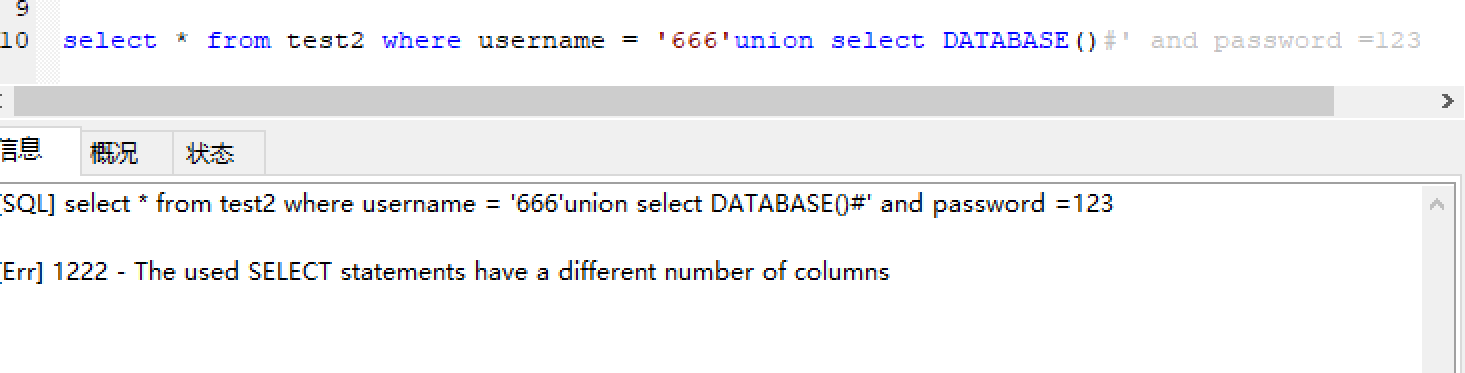 9
10 select * from test2 where username = '666'union select DATABASE()#' and password =123
信息 概况 状态
[SQL] select * from test2 where username = '666'union select DATABASE()#' and password =123
[Err] 1222 - The used SELECT statements have a different number of columns